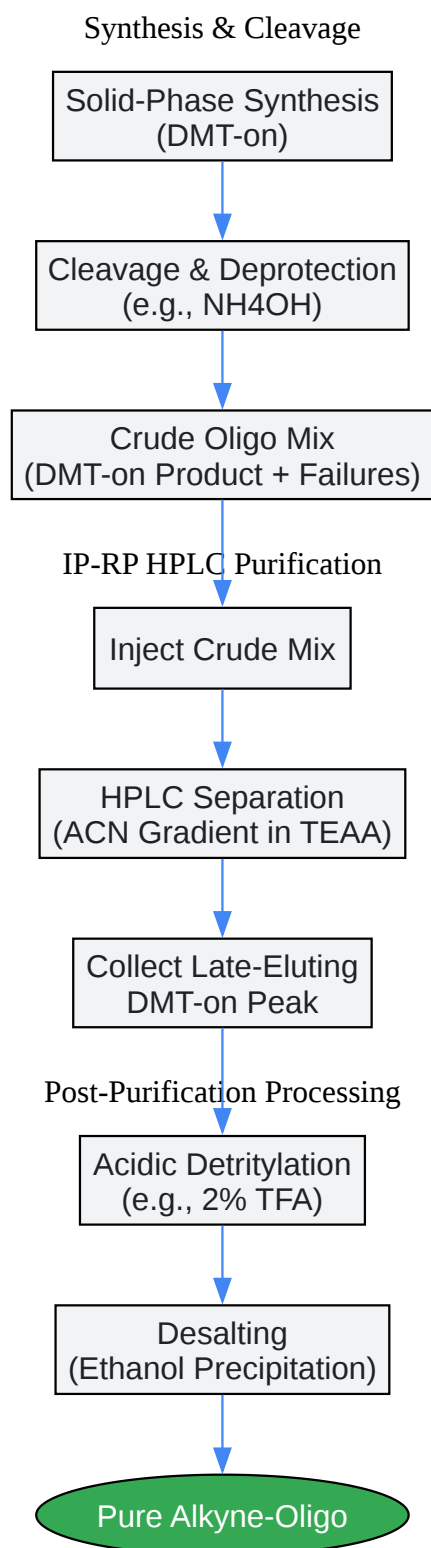 Synthesis & Cleavage
Solid-Phase Synthesis
(DMT-on)
Cleavage & Deprotection
(e.g., NH4OH)
Crude Oligo Mix
(DMT-on Product + Failures)
IP-RP HPLC Purification
Inject Crude Mix
HPLC Separation
(ACN Gradient in TEAA)
Collect Late-Eluting
DMT-on Peak
Post-Purification Processing
Acidic Detritylation
(e.g., 2% TFA)
Desalting
(Ethanol Precipitation)
Pure Alkyne-Oligo